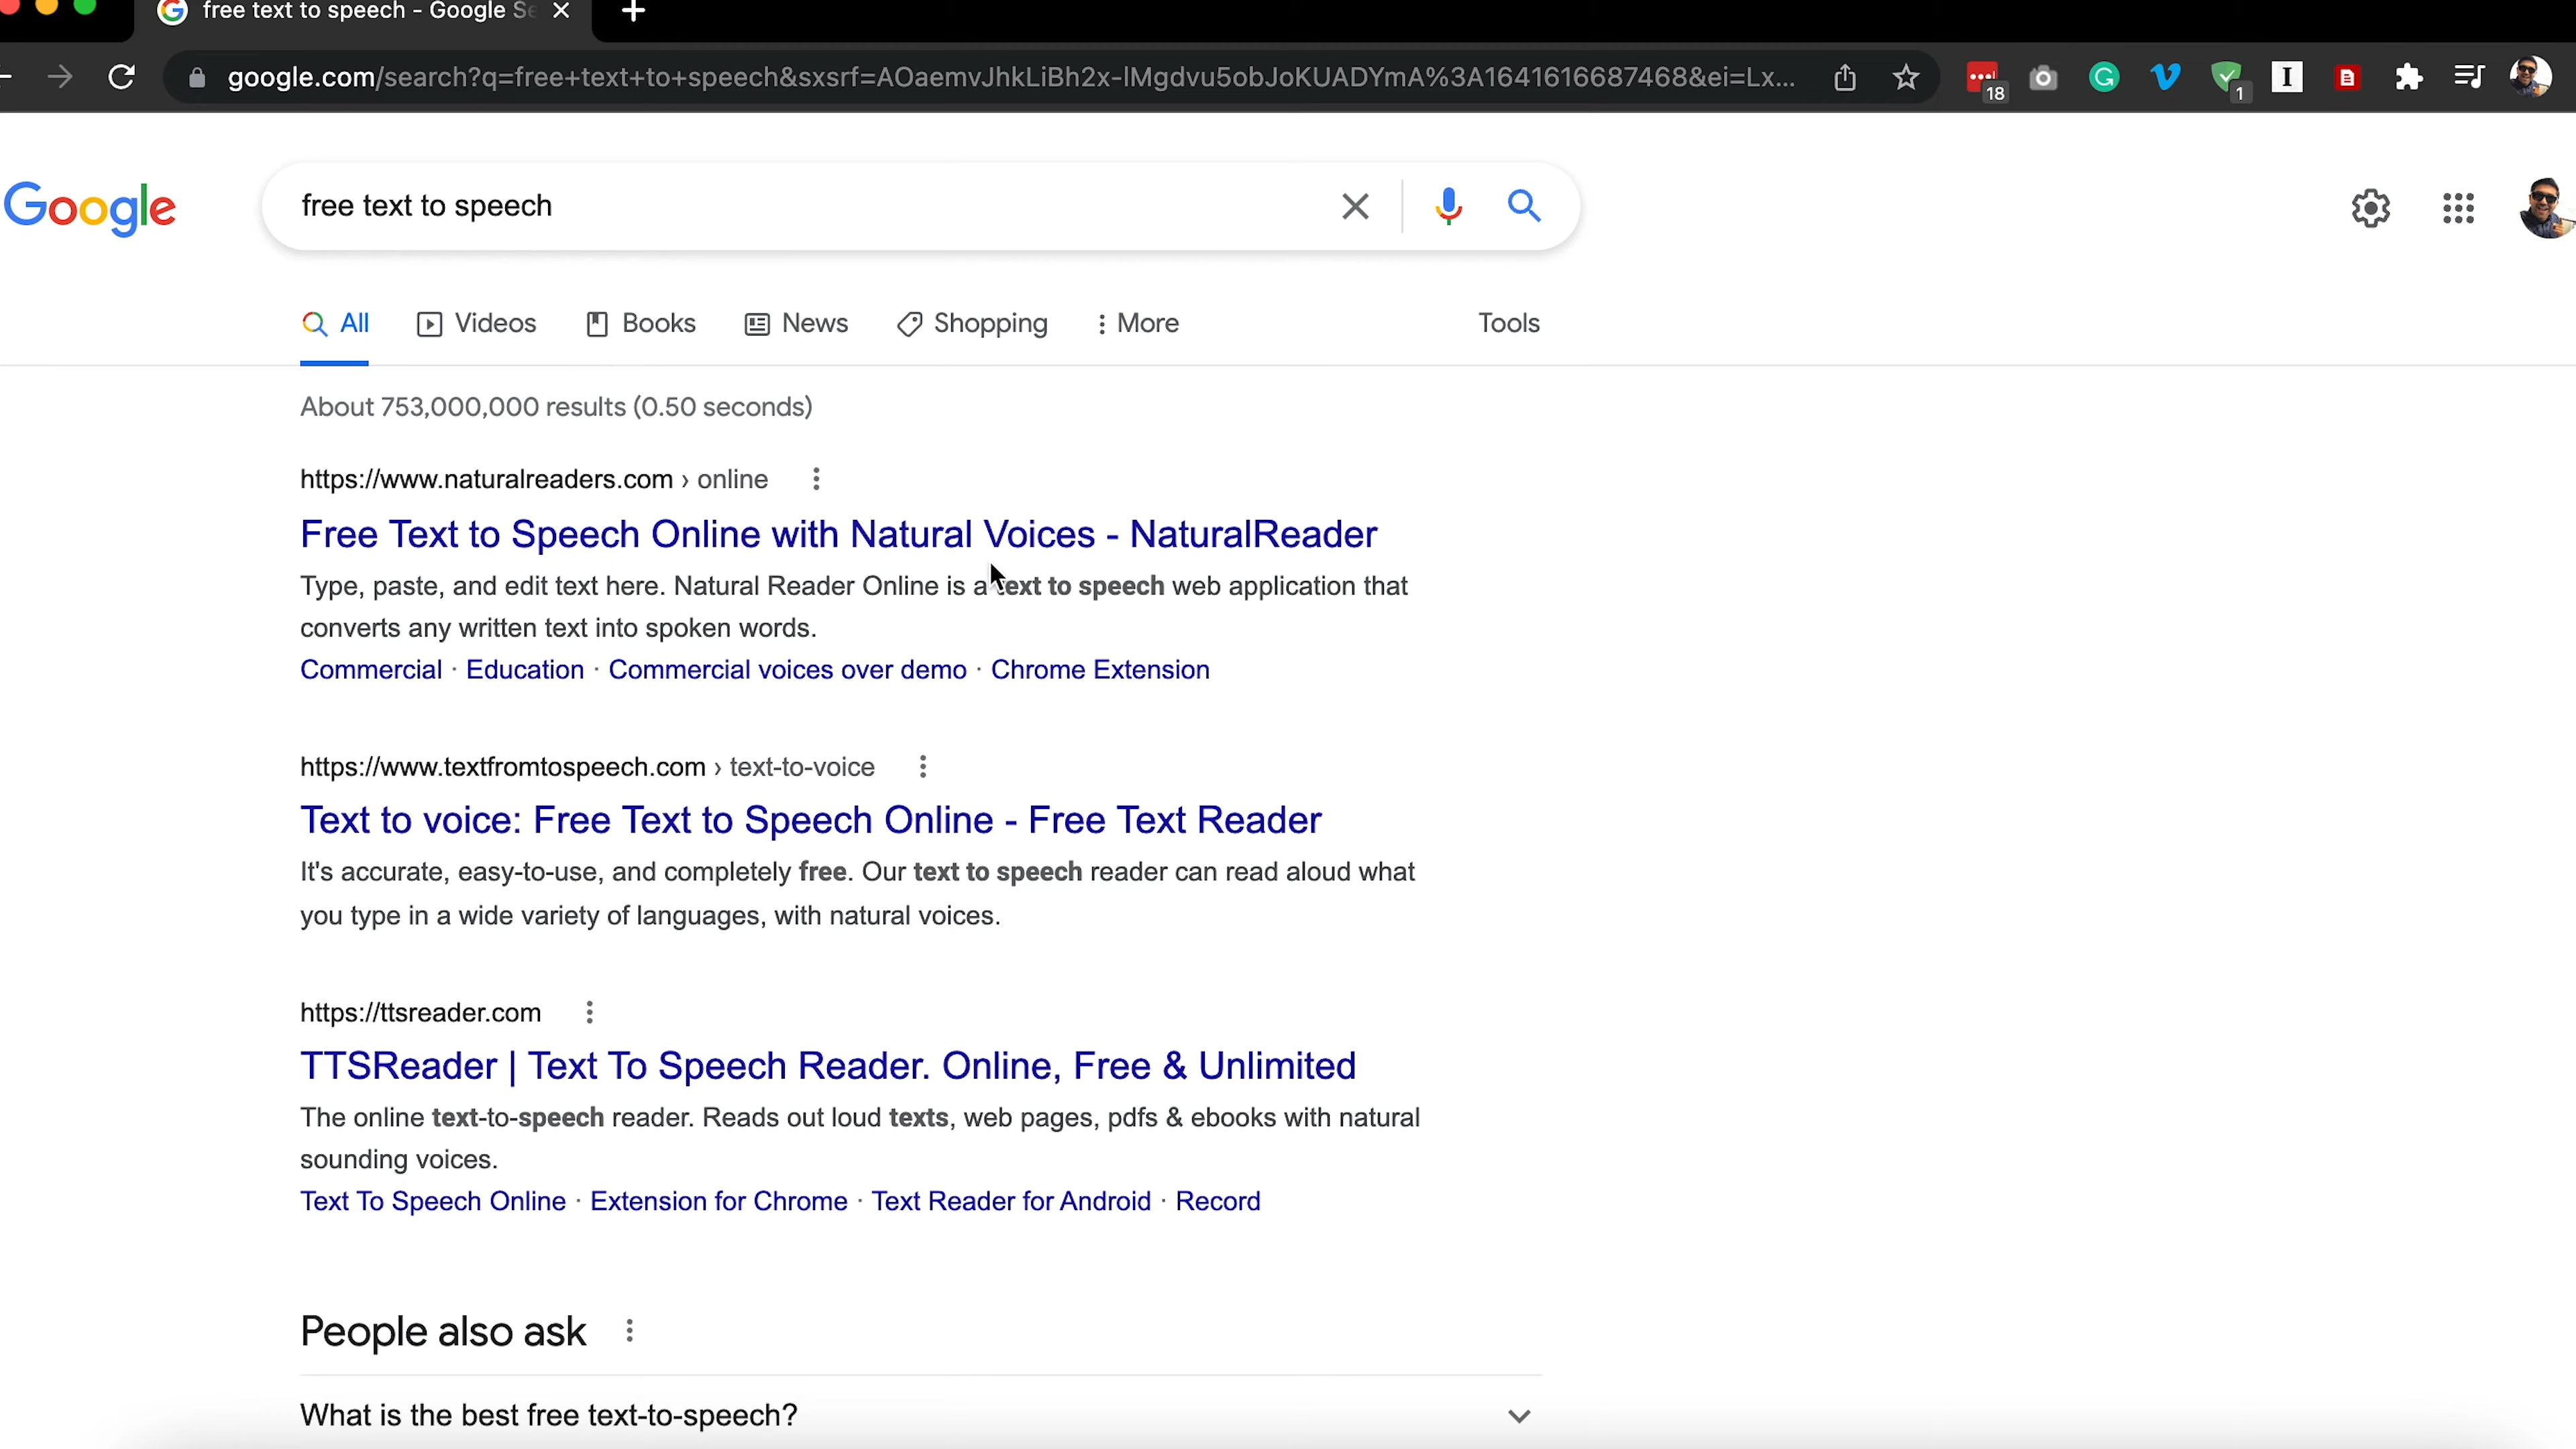 free text to speech - Google Se
google.com/search?q=free+text+to+speech&sxsrf=AOaemvJhkLiBh2x-lMgdvu5obJoKUADYmA%3A1641616687468&ei=Lx...
18
1
Google
free text to speech
All Videos Books News Shopping More Tools
About 753,000,000 results (0.50 seconds)
https://www.naturalreaders.com › online
Free Text to Speech Online with Natural Voices - NaturalReader
Type, paste, and edit text here. Natural Reader Online is a text to speech web application that
converts any written text into spoken words.
Commercial · Education · Commercial voices over demo · Chrome Extension
https://www.textfromtospeech.com › text-to-voice
Text to voice: Free Text to Speech Online - Free Text Reader
It's accurate, easy-to-use, and completely free. Our text to speech reader can read aloud what
you type in a wide variety of languages, with natural voices.
https://ttsreader.com
TTSReader | Text To Speech Reader. Online, Free & Unlimited
The online text-to-speech reader. Reads out loud texts, web pages, pdfs & ebooks with natural
sounding voices.
Text To Speech Online · Extension for Chrome · Text Reader for Android · Record
People also ask
What is the best free text-to-speech?